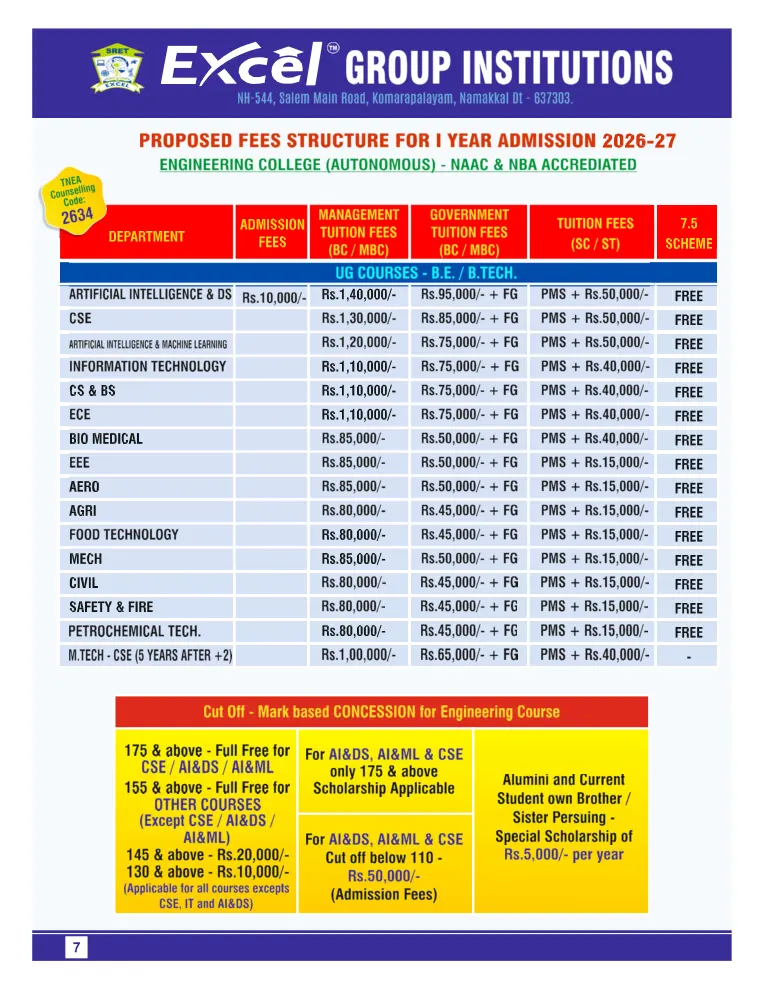 SRET
EXCEL
Excel TM GROUP INSTITUTIONS
NH-544, Salem Main Road, Komarapalayam, Namakkal Dt - 637303.
PROPOSED FEES STRUCTURE FOR I YEAR ADMISSION 2026-27
ENGINEERING COLLEGE (AUTONOMOUS) - NAAC & NBA ACCREDIATED
TNEA
Counselling
Code:
2634
DEPARTMENT ADMISSION FEES MANAGEMENT TUITION FEES (BC / MBC) GOVERNMENT TUITION FEES (BC / MBC) TUITION FEES (SC / ST) 7.5 SCHEME
UG COURSES - B.E. / B.TECH.
ARTIFICIAL INTELLIGENCE & DS Rs.10,000/- Rs.1,40,000/- Rs.95,000/- + FG PMS + Rs.50,000/- FREE
CSE Rs.1,30,000/- Rs.85,000/- + FG PMS + Rs.50,000/- FREE
ARTIFICIAL INTELLIGENCE & MACHINE LEARNING Rs.1,20,000/- Rs.75,000/- + FG PMS + Rs.50,000/- FREE
INFORMATION TECHNOLOGY Rs.1,10,000/- Rs.75,000/- + FG PMS + Rs.40,000/- FREE
CS & BS Rs.1,10,000/- Rs.75,000/- + FG PMS + Rs.40,000/- FREE
ECE Rs.1,10,000/- Rs.75,000/- + FG PMS + Rs.40,000/- FREE
BIO MEDICAL Rs.85,000/- Rs.50,000/- + FG PMS + Rs.40,000/- FREE
EEE Rs.85,000/- Rs.50,000/- + FG PMS + Rs.15,000/- FREE
AERO Rs.85,000/- Rs.50,000/- + FG PMS + Rs.15,000/- FREE
AGRI Rs.80,000/- Rs.45,000/- + FG PMS + Rs.15,000/- FREE
FOOD TECHNOLOGY Rs.80,000/- Rs.45,000/- + FG PMS + Rs.15,000/- FREE
MECH Rs.85,000/- Rs.50,000/- + FG PMS + Rs.15,000/- FREE
CIVIL Rs.80,000/- Rs.45,000/- + FG PMS + Rs.15,000/- FREE
SAFETY & FIRE Rs.80,000/- Rs.45,000/- + FG PMS + Rs.15,000/- FREE
PETROCHEMICAL TECH. Rs.80,000/- Rs.45,000/- + FG PMS + Rs.15,000/- FREE
M.TECH - CSE (5 YEARS AFTER +2) Rs.1,00,000/- Rs.65,000/- + FG PMS + Rs.40,000/- -
Cut Off - Mark based CONCESSION for Engineering Course
175 & above - Full Free for
CSE / AI&DS / AI&ML
155 & above - Full Free for
OTHER COURSES
(Except CSE / AI&DS /
AI&ML)
145 & above - Rs.20,000/-
130 & above - Rs.10,000/-
(Applicable for all courses excepts
CSE, IT and AI&DS)
For AI&DS, AI&ML & CSE
only 175 & above
Scholarship Applicable
For AI&DS, AI&ML & CSE
Cut off below 110 -
Rs.50,000/-
(Admission Fees)
Alumini and Current
Student own Brother /
Sister Persuing -
Special Scholarship of
Rs.5,000/- per year
7